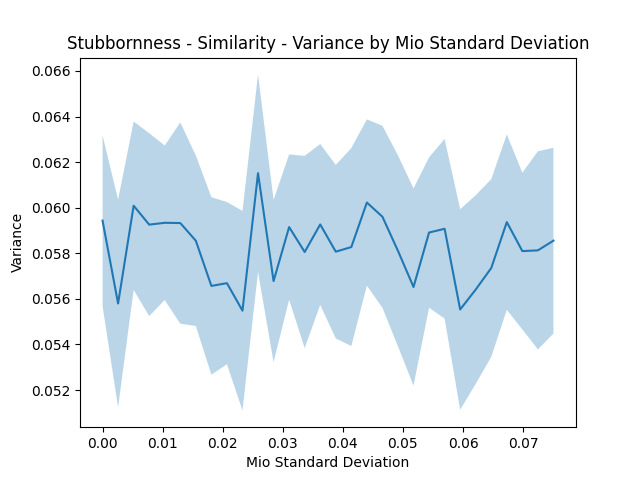 Stubbornness - Similarity - Variance by Mio Standard Deviation
0.066
0.064
0.062
0.060
0.058
0.056
0.054
0.052
Variance
0.00 0.01 0.02 0.03 0.04 0.05 0.06 0.07
Mio Standard Deviation